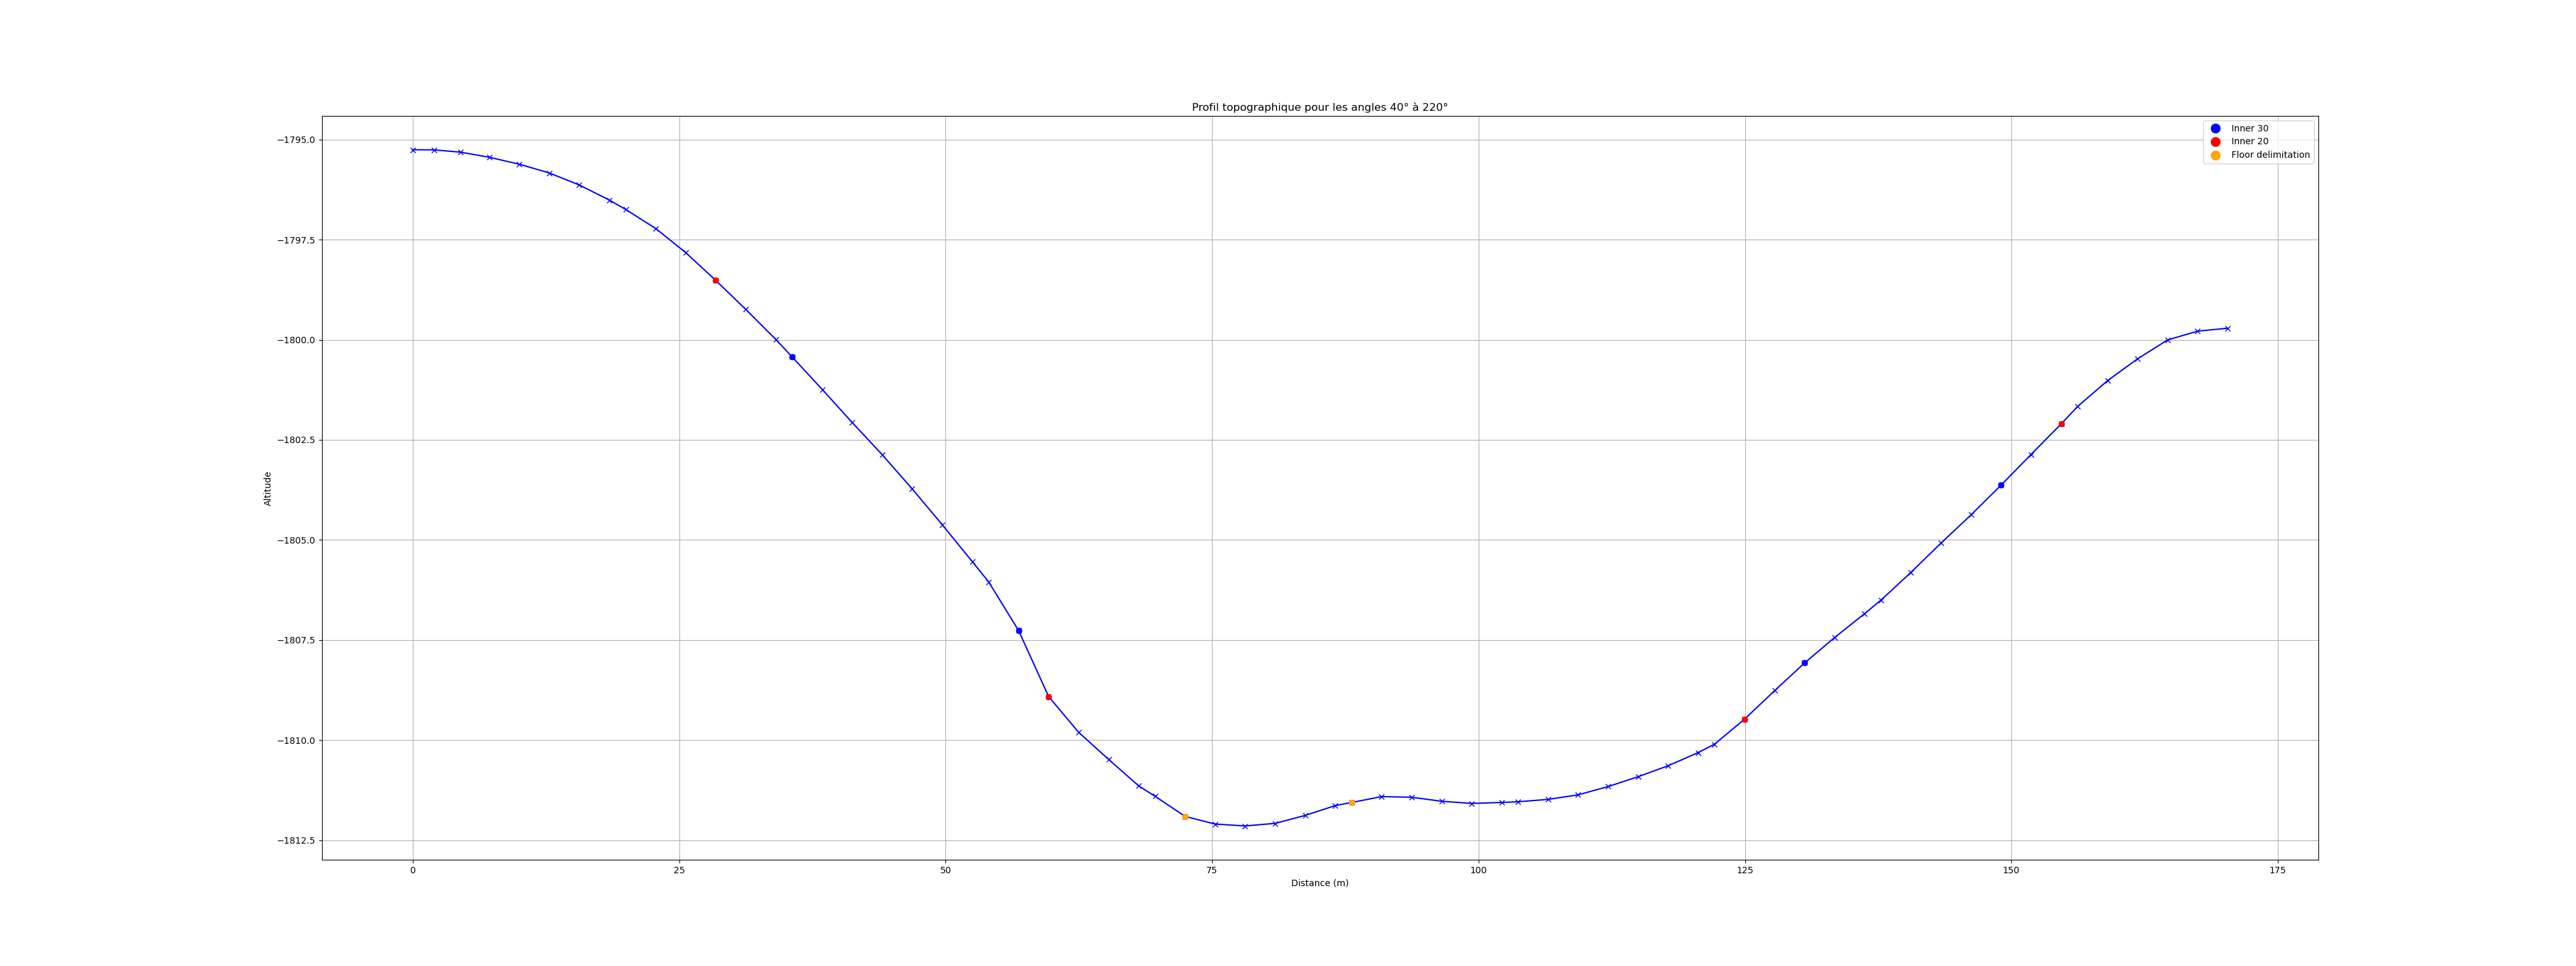 Profil topographique pour les angles 40° à 220°
Inner 30
Inner 20
Floor delimitation
−1795.0
−1797.5
−1800.0
−1802.5
−1805.0
−1807.5
−1810.0
−1812.5
Altitude
0 25 50 75 100 125 150 175
Distance (m)